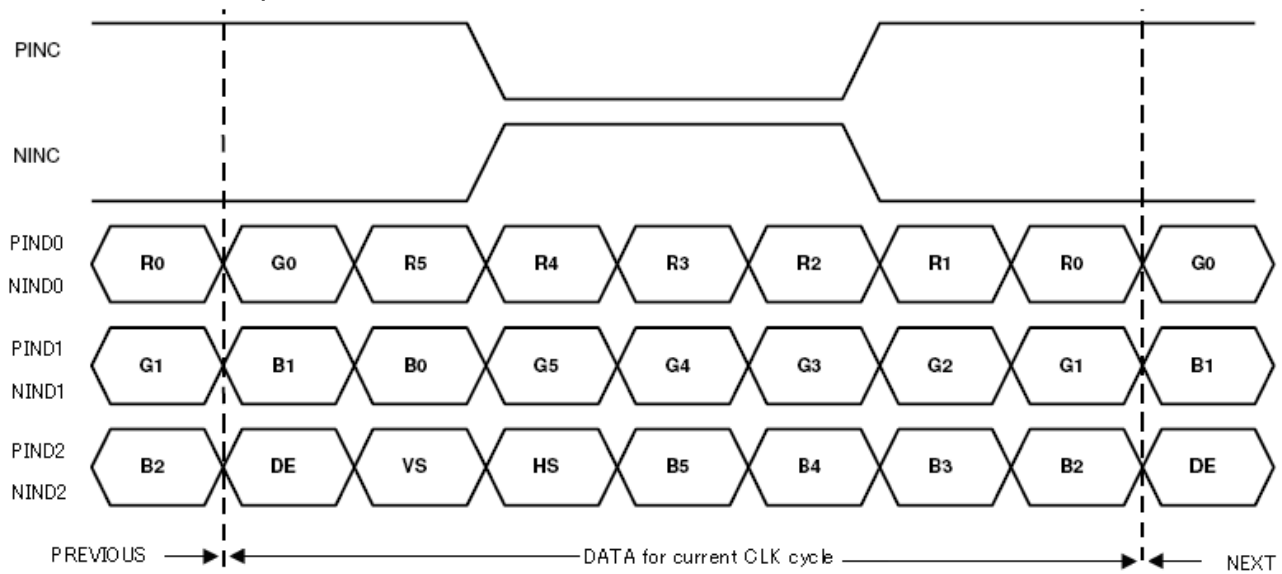 PINC
NINC
PIND0
NIND0
R0 G0 R5 R4 R3 R2 R1 R0 G0
PIND1
NIND1
G1 B1 B0 G5 G4 G3 G2 G1 B1
PIND2
NIND2
B2 DE VS HS B5 B4 B3 B2 DE
PREVIOUS DATA for current CLK cycle NEXT